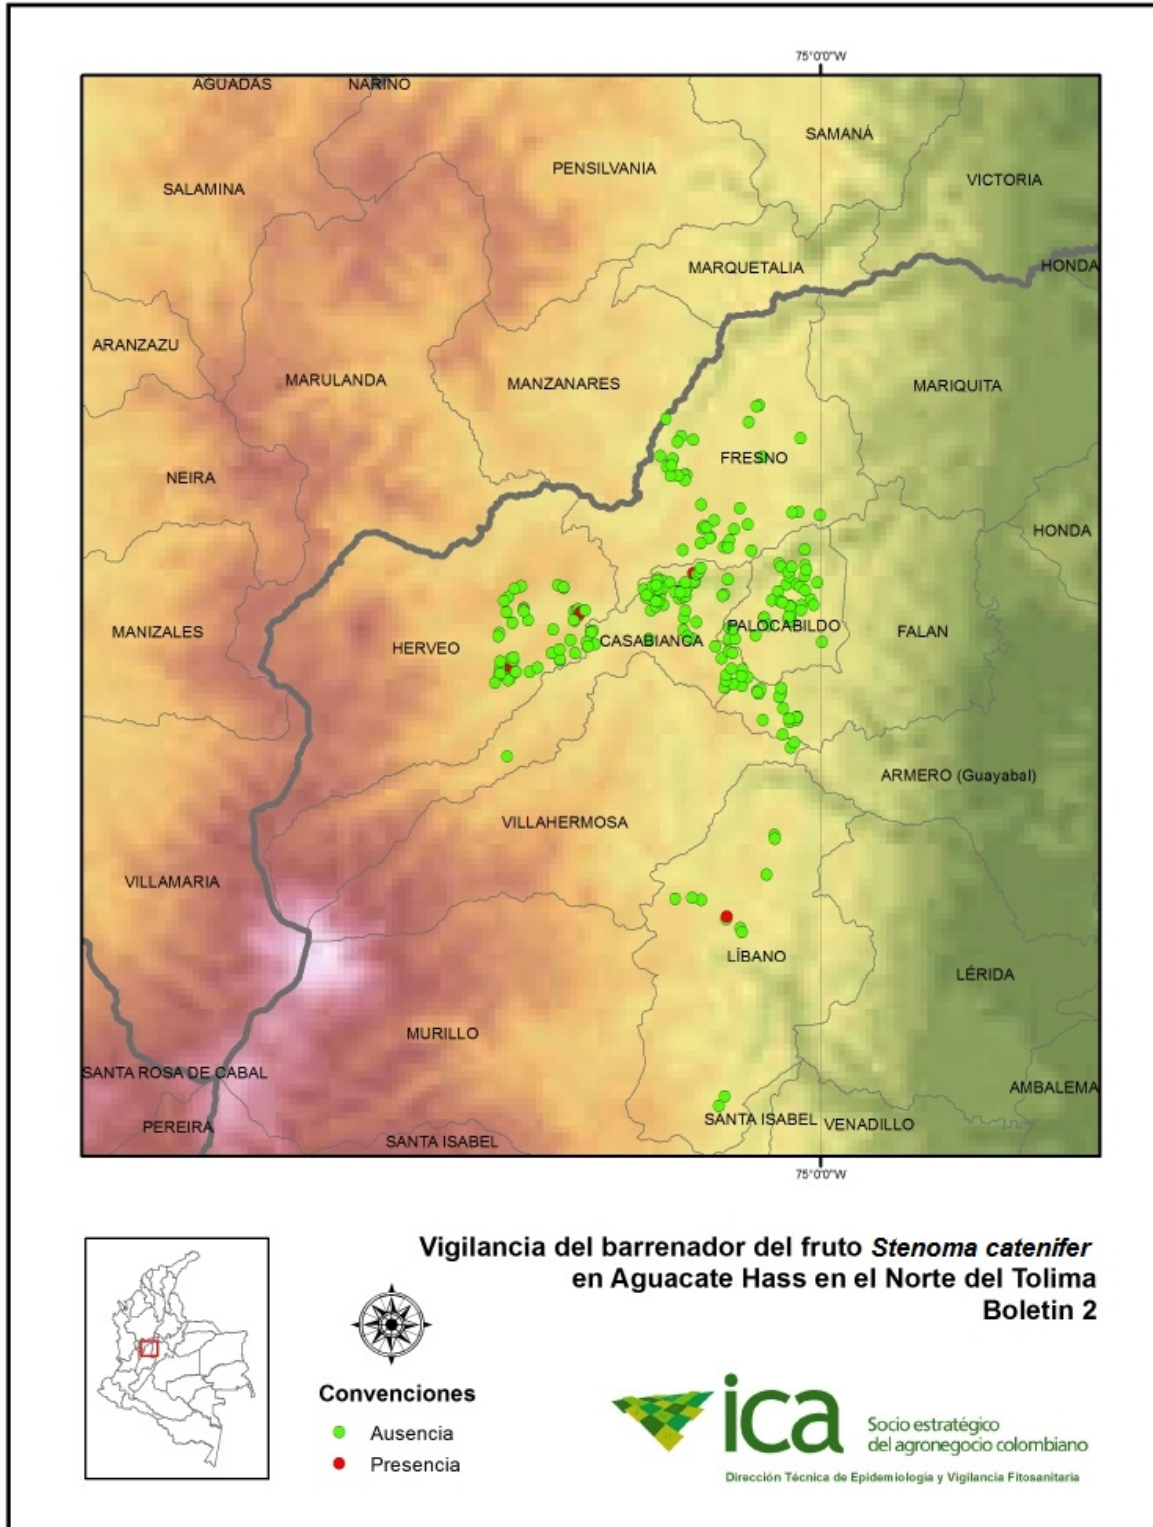 75°0'0"W
AGUADAS
NARIÑO
SAMANÁ
PENSILVANIA
VICTORIA
SALAMINA
MARQUETALIA
HONDA
ARANZAZU
MARULANDA
MANZANARES
MARIQUITA
FRESNO
NEIRA
HONDA
MANIZALES
HERVEO
CASABIANCA
PALOCABILDO
FALAN
ARMERO (Guayabal)
VILLAHERMOSA
VILLAMARIA
LÍBANO
LÉRIDA
MURILLO
SANTA ROSA DE CABAL
AMBALEMA
PEREIRA
SANTA ISABEL
SANTA ISABEL
VENADILLO
75°0'0"W
Vigilancia del barrenador del fruto Stenoma catenifer
en Aguacate Hass en el Norte del Tolima
Boletin 2
Convenciones
Ausencia
Presencia
ica
Socio estratégico
del agronegocio colombiano
Dirección Técnica de Epidemiología y Vigilancia Fitosanitaria